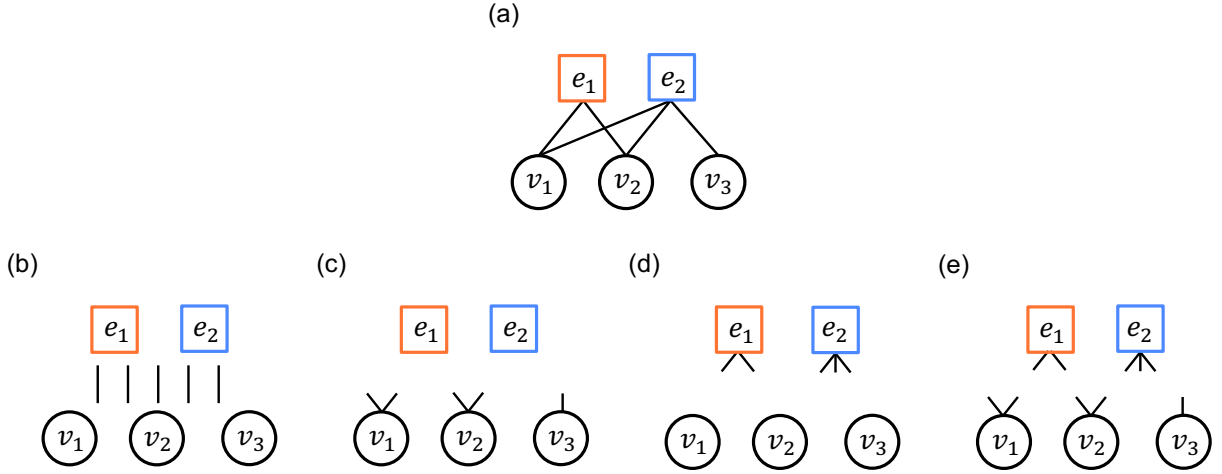 (a)
e₁ e₂
v₁ v₂ v₃
(b) (c) (d) (e)
e₁ e₂ e₁ e₂ e₁ e₂ e₁ e₂
v₁ v₂ v₃ v₁ v₂ v₃ v₁ v₂ v₃ v₁ v₂ v₃